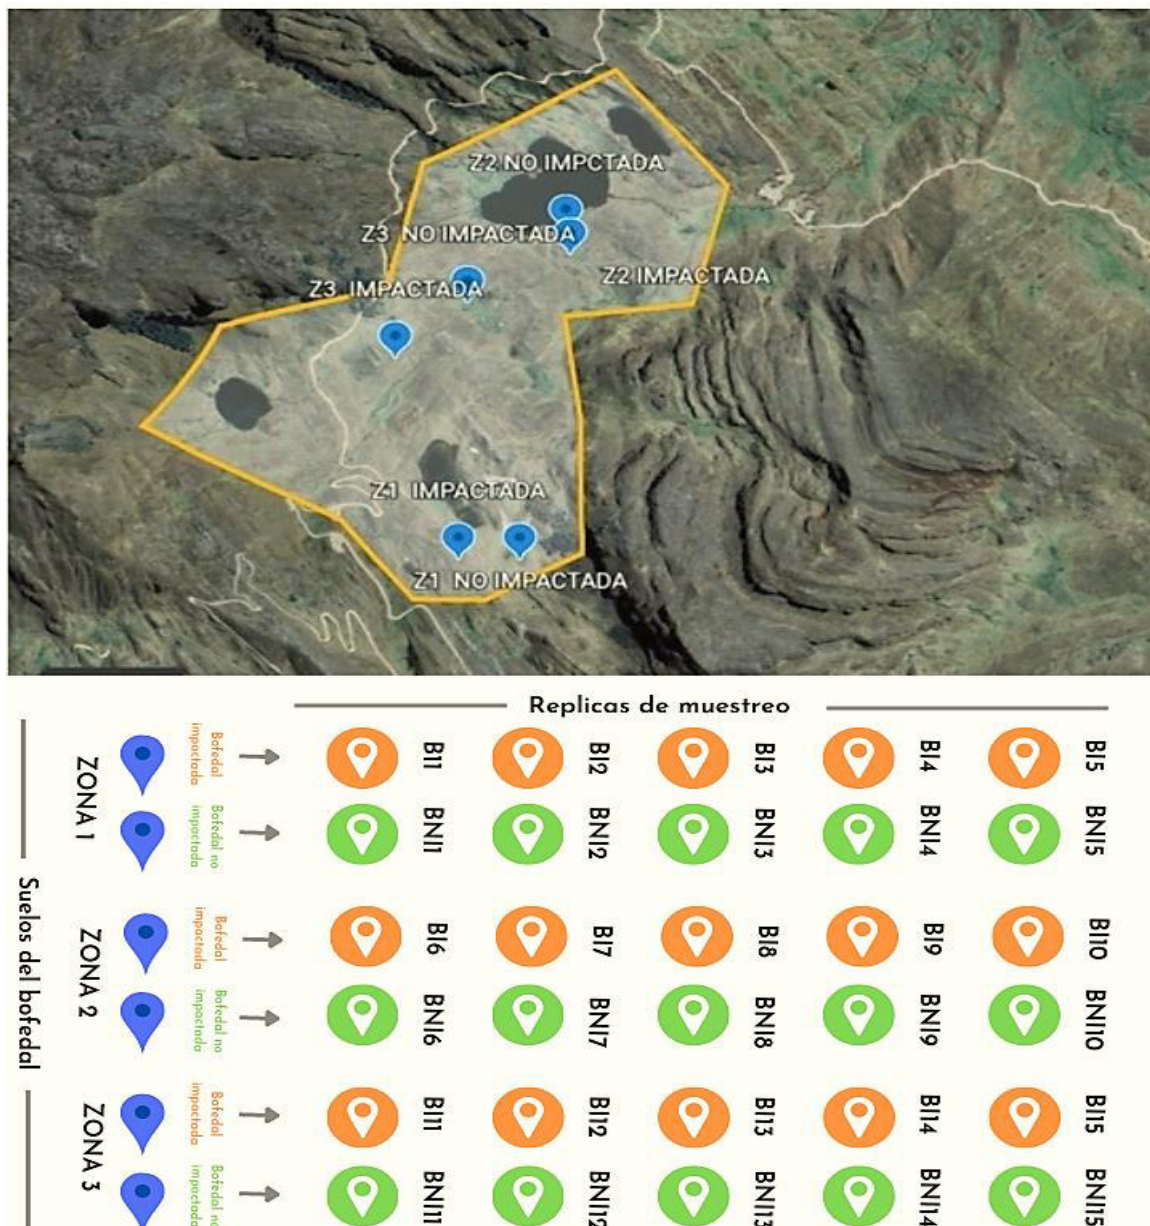 Z2 NO IMPCTADA
Z3 NO IMPACTADA
Z2 IMPACTADA
Z3 IMPACTADA
Z1 IMPACTADA
Z1 NO IMPACTADA
Replicas de muestreo
Suelos del bofedal
ZONA 1
Bofedal
impactada
BI1
BI2
BI3
BI4
BI5
Bofedal no
impactada
BNI1
BNI2
BNI3
BNI4
BNI5
ZONA 2
Bofedal
impactada
BI6
BI7
BI8
BI9
BI10
Bofedal no
impactada
BNI6
BNI7
BNI8
BNI9
BNI10
ZONA 3
Bofedal
impactada
BI11
BI12
BI13
BI14
BI15
Bofedal no
impactada
BNI11
BNI12
BNI13
BNI14
BNI15